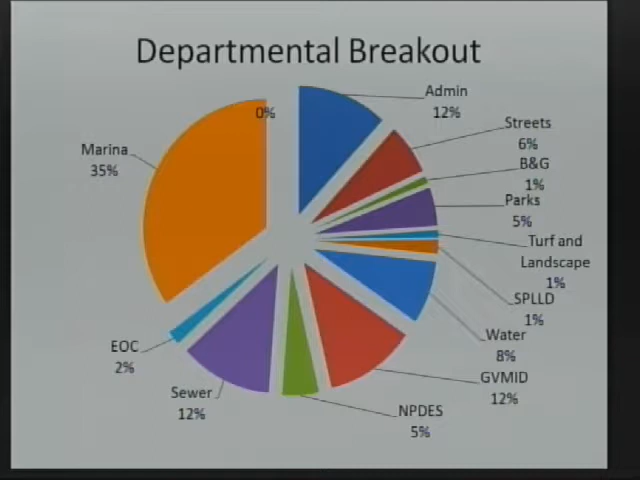 Departmental Breakout
0%
Admin
12%
Streets
6%
B&G
1%
Parks
5%
Turf and
Landscape
1%
SPLLD
1%
Water
8%
GVMID
12%
NPDES
5%
Sewer
12%
EOC
2%
Marina
35%